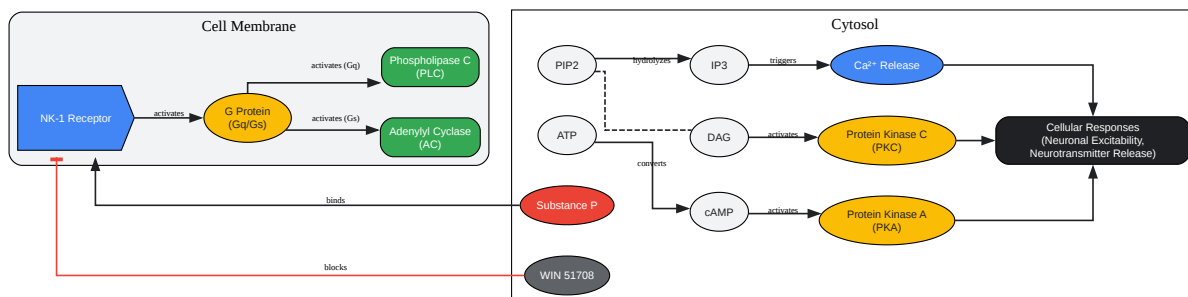 Cell Membrane
Phospholipase C
(PLC)
activates (Gq)
NK-1 Receptor
activates
G Protein
(Gq/Gs)
activates (Gs)
Adenylyl Cyclase
(AC)
Cytosol
PIP2
hydrolyzes
IP3
triggers
Ca²⁺ Release
ATP
converts
DAG
activates
Protein Kinase C
(PKC)
Cellular Responses
(Neuronal Excitability,
Neurotransmitter Release)
cAMP
activates
Protein Kinase A
(PKA)
binds
Substance P
blocks
WIN 51708